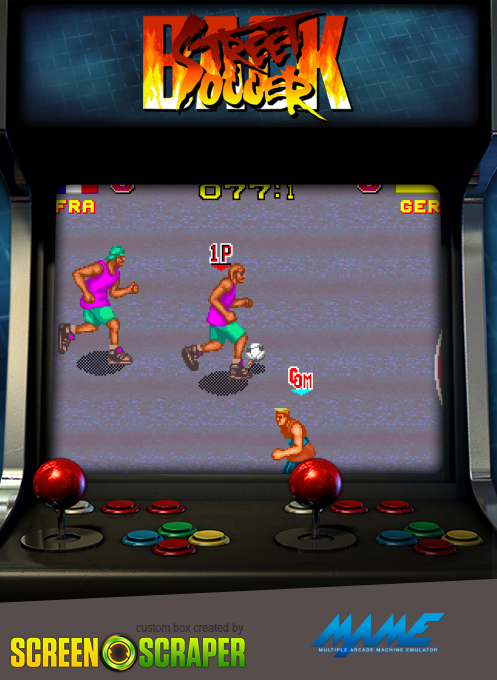 BACK
STREET
SOCCER
077:1
FRA
GER
1P
COM
custom box created by
SCREEN SCRAPER
MAME
MULTIPLE ARCADE MACHINE EMULATOR